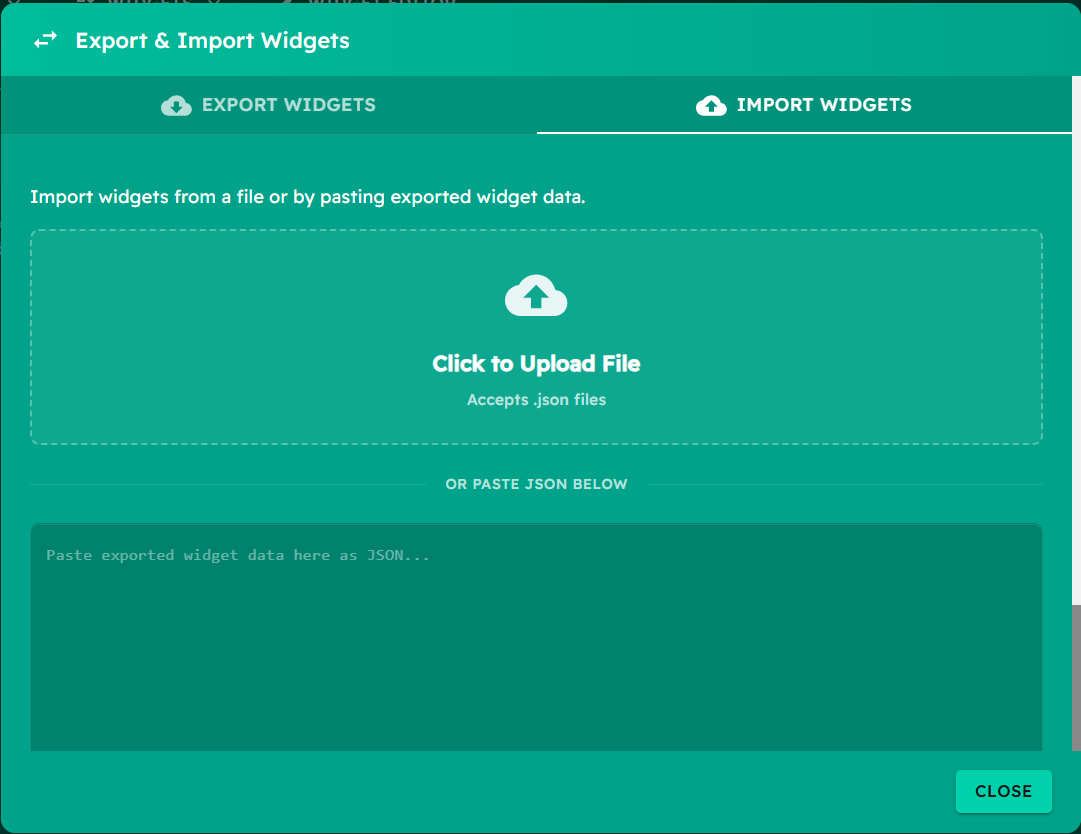 Export & Import Widgets
EXPORT WIDGETS
IMPORT WIDGETS
Import widgets from a file or by pasting exported widget data.
Click to Upload File
Accepts .json files
OR PASTE JSON BELOW
Paste exported widget data here as JSON...
CLOSE